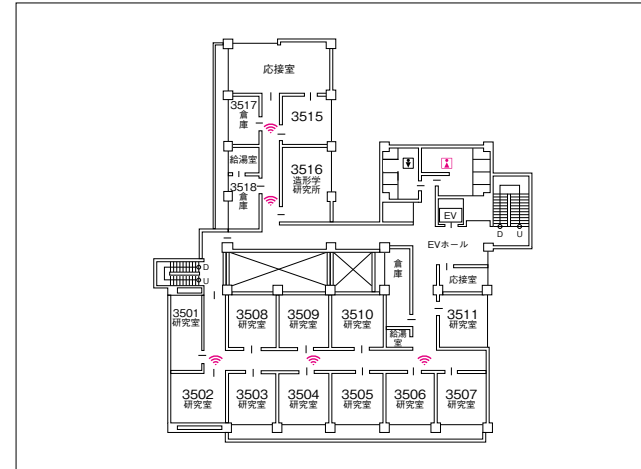 応接室
3517
倉
庫
3515
給湯室
3516
造形学
研究所
3518
倉
庫
EV
D
U
EVホール
D
U
倉
庫
応接室
3501
研究室
3508
研究室
3509
研究室
3510
研究室
給湯
室
3511
研究室
3502
研究室
3503
研究室
3504
研究室
3505
研究室
3506
研究室
3507
研究室